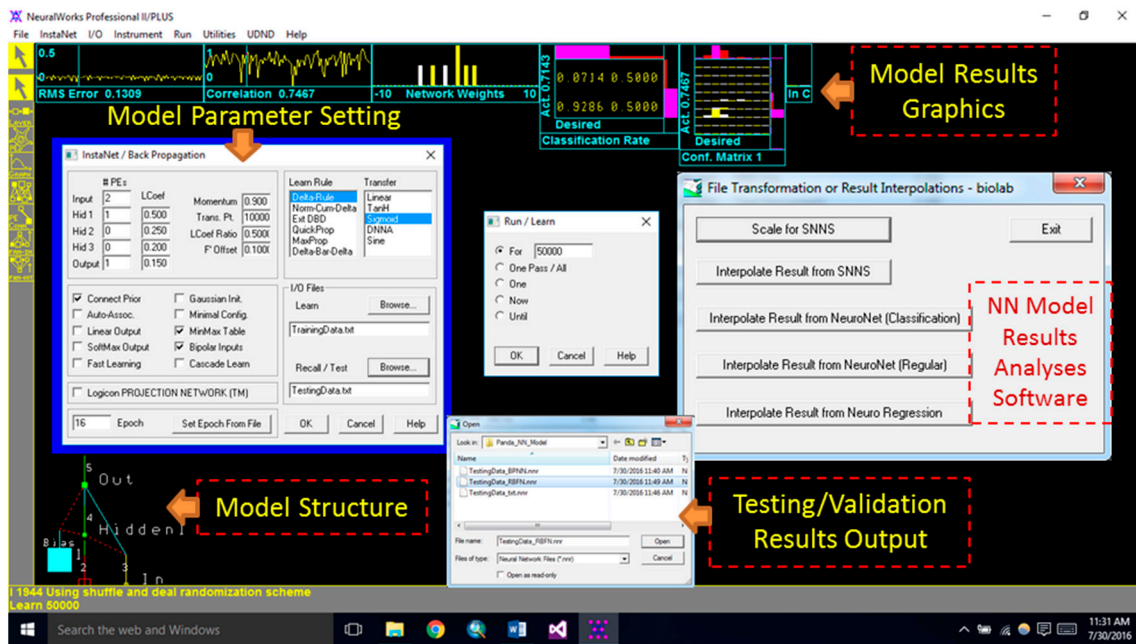 NeuralWorks Professional II/PLUS
File InstaNet I/O Instrument Run Utilities UDND Help
0.5
0
RMS Error 0.1309
1
0
Correlation 0.7467
-10 Network Weights 10
Act. 0.7143
0.0714 0.5000
0.9286 0.5000
Desired
Classification Rate
Act. 0.7467
Desired
Conf. Matrix 1
In C
Model Results
Graphics
Model Parameter Setting
InstaNet / Back Propagation
# PEs
LCoef
Input 2
Hid 1 1 0.500
Hid 2 0 0.250
Hid 3 0 0.200
Output 1 0.150
Momentum 0.900
Trans. Pt. 10000
LCoef Ratio 0.500
F' Offset 0.100
Learn Rule
Delta-Rule
Norm-Cum-Delta
Ext DBD
QuickProp
MaxProp
Delta-Bar-Delta
Transfer
Linear
TanH
Sigmoid
DNNA
Sine
Connect Prior
Auto-Assoc.
Linear Output
SoftMax Output
Fast Learning
Gaussian Init.
Minimal Config.
MinMax Table
Bipolar Inputs
Cascade Learn
Logicon PROJECTION NETWORK (TM)
16 Epoch Set Epoch From File
I/O Files
Learn Browse...
TrainingData.txt
Recall / Test Browse...
TestingData.txt
OK Cancel Help
Run / Learn
For 50000
One Pass / All
One
Now
Until
OK Cancel Help
File Transformation or Result Interpolations - biolab
Scale for SNNS
Exit
Interpolate Result from SNNS
Interpolate Result from NeuroNet (Classification)
Interpolate Result from NeuroNet (Regular)
Interpolate Result from Neuro Regression
NN Model
Results
Analyses
Software
Open
Look in: Panda_NN_Model
Name Date modified
TestingData_BPNN.nnr 7/30/2016 11:40 AM N
TestingData_RBFN.nnr 7/30/2016 11:49 AM N
TestingData_txt.nnr 7/30/2016 11:46 AM N
File name: TestingData_RBFN.nnr Open
Files of type: Neural Network Files (*.nnr) Cancel
Open as read-only
Testing/Validation
Results Output
Model Structure
5
Out
4
Hidden1
Bias
1
2
3
In
I 1944 Using shuffle and deal randomization scheme
Learn 50000
Search the web and Windows
11:31 AM
7/30/2016